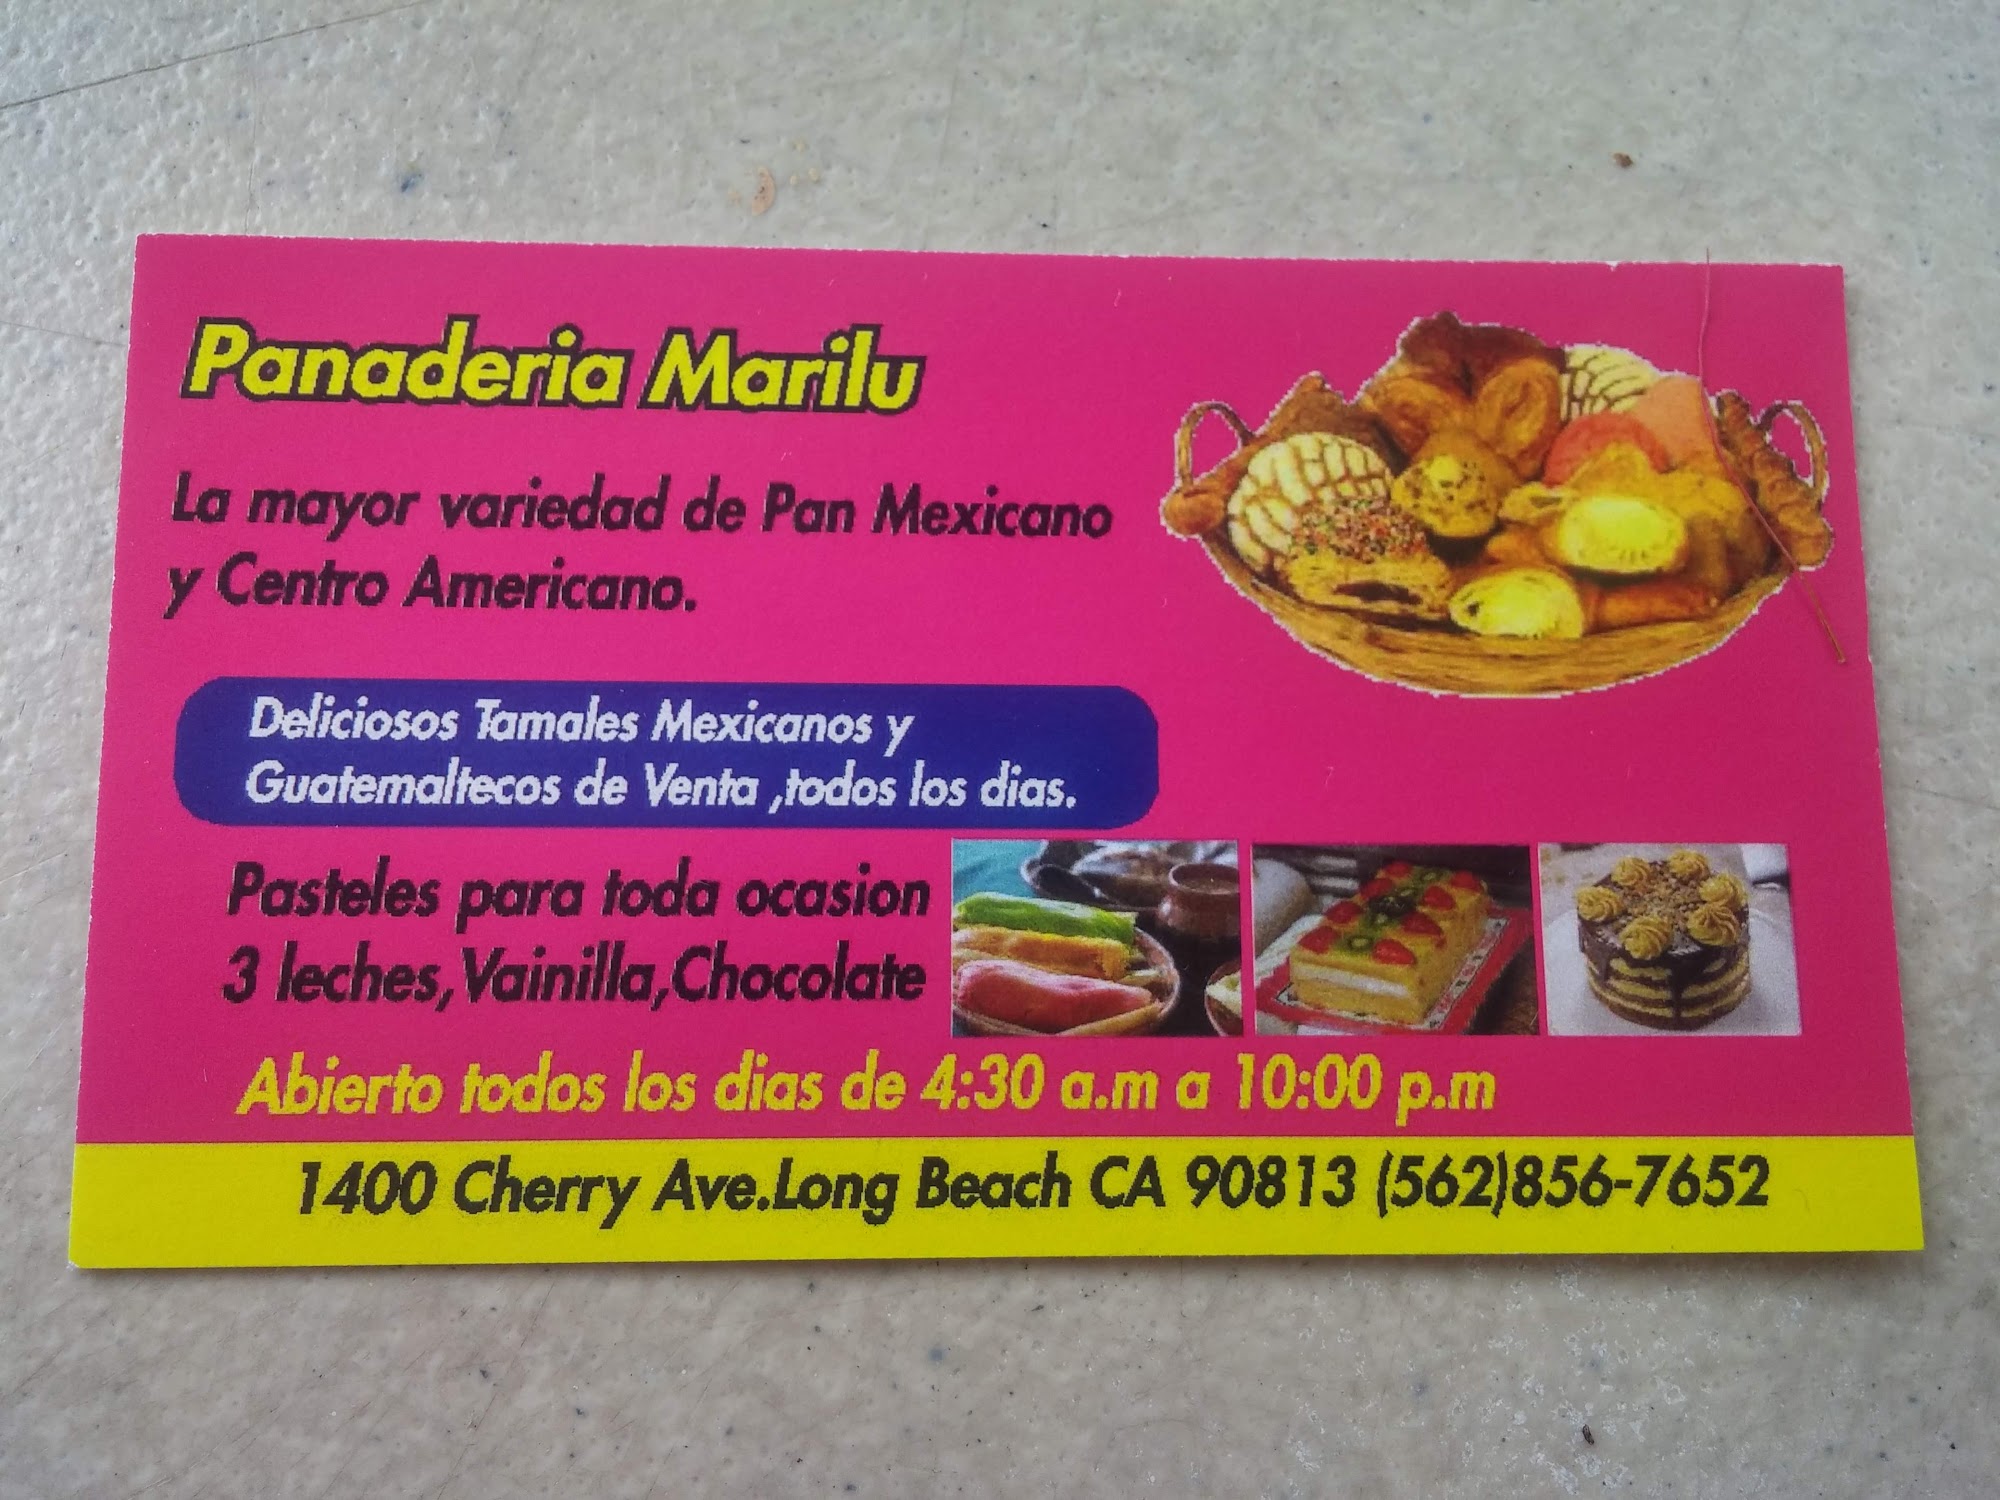 Panaderia Marilu
La mayor variedad de Pan Mexicano
y Centro Americano.
Deliciosos Tamales Mexicanos y
Guatemaltecos de Venta ,todos los dias.
Pasteles para toda ocasion
3 leches,Vainilla,Chocolate
Abierto todos los dias de 4:30 a.m a 10:00 p.m
1400 Cherry Ave.Long Beach CA 90813 (562)856-7652